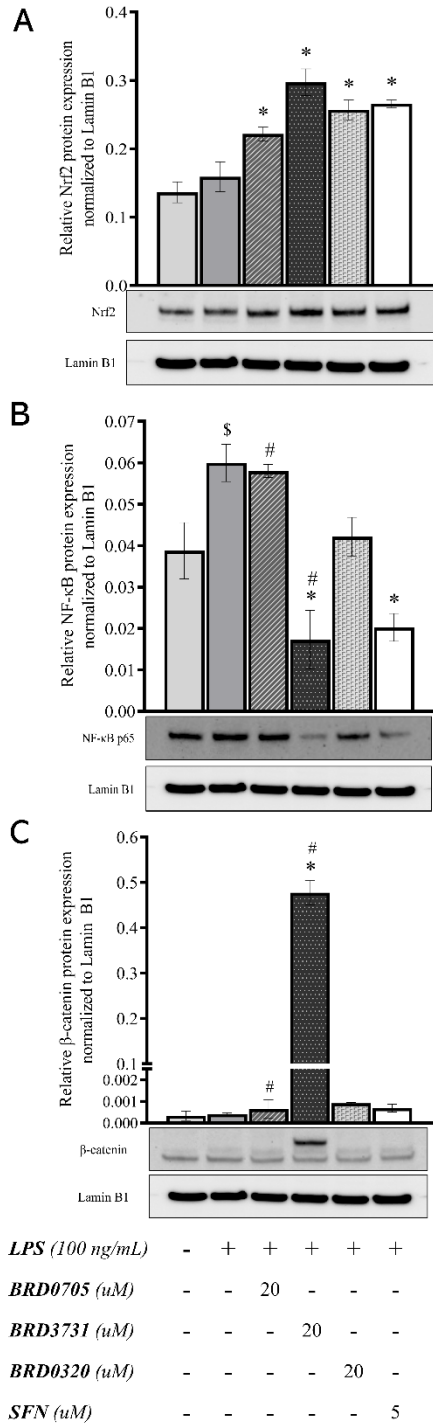 A
Relative Nrf2 protein expression
normalized to Lamin B1
0.4
0.3
0.2
0.1
0.0
* * * *
Nrf2
Lamin B1
B
Relative NF-κB protein expression
normalized to Lamin B1
0.07
0.06
0.05
0.04
0.03
0.02
0.01
0.00
$ #
#
* *
NF-κB p65
Lamin B1
C
Relative β-catenin protein expression
normalized to Lamin B1
0.6
0.5
0.4
0.3
0.2
0.1
0.002
0.001
0.000
#
*
#
β-catenin
Lamin B1
LPS (100 ng/mL) - + + + + +
BRD0705 (uM) - - 20 - - -
BRD3731 (uM) - - - 20 - -
BRD0320 (uM) - - - - 20 -
SFN (uM) - - - - - 5